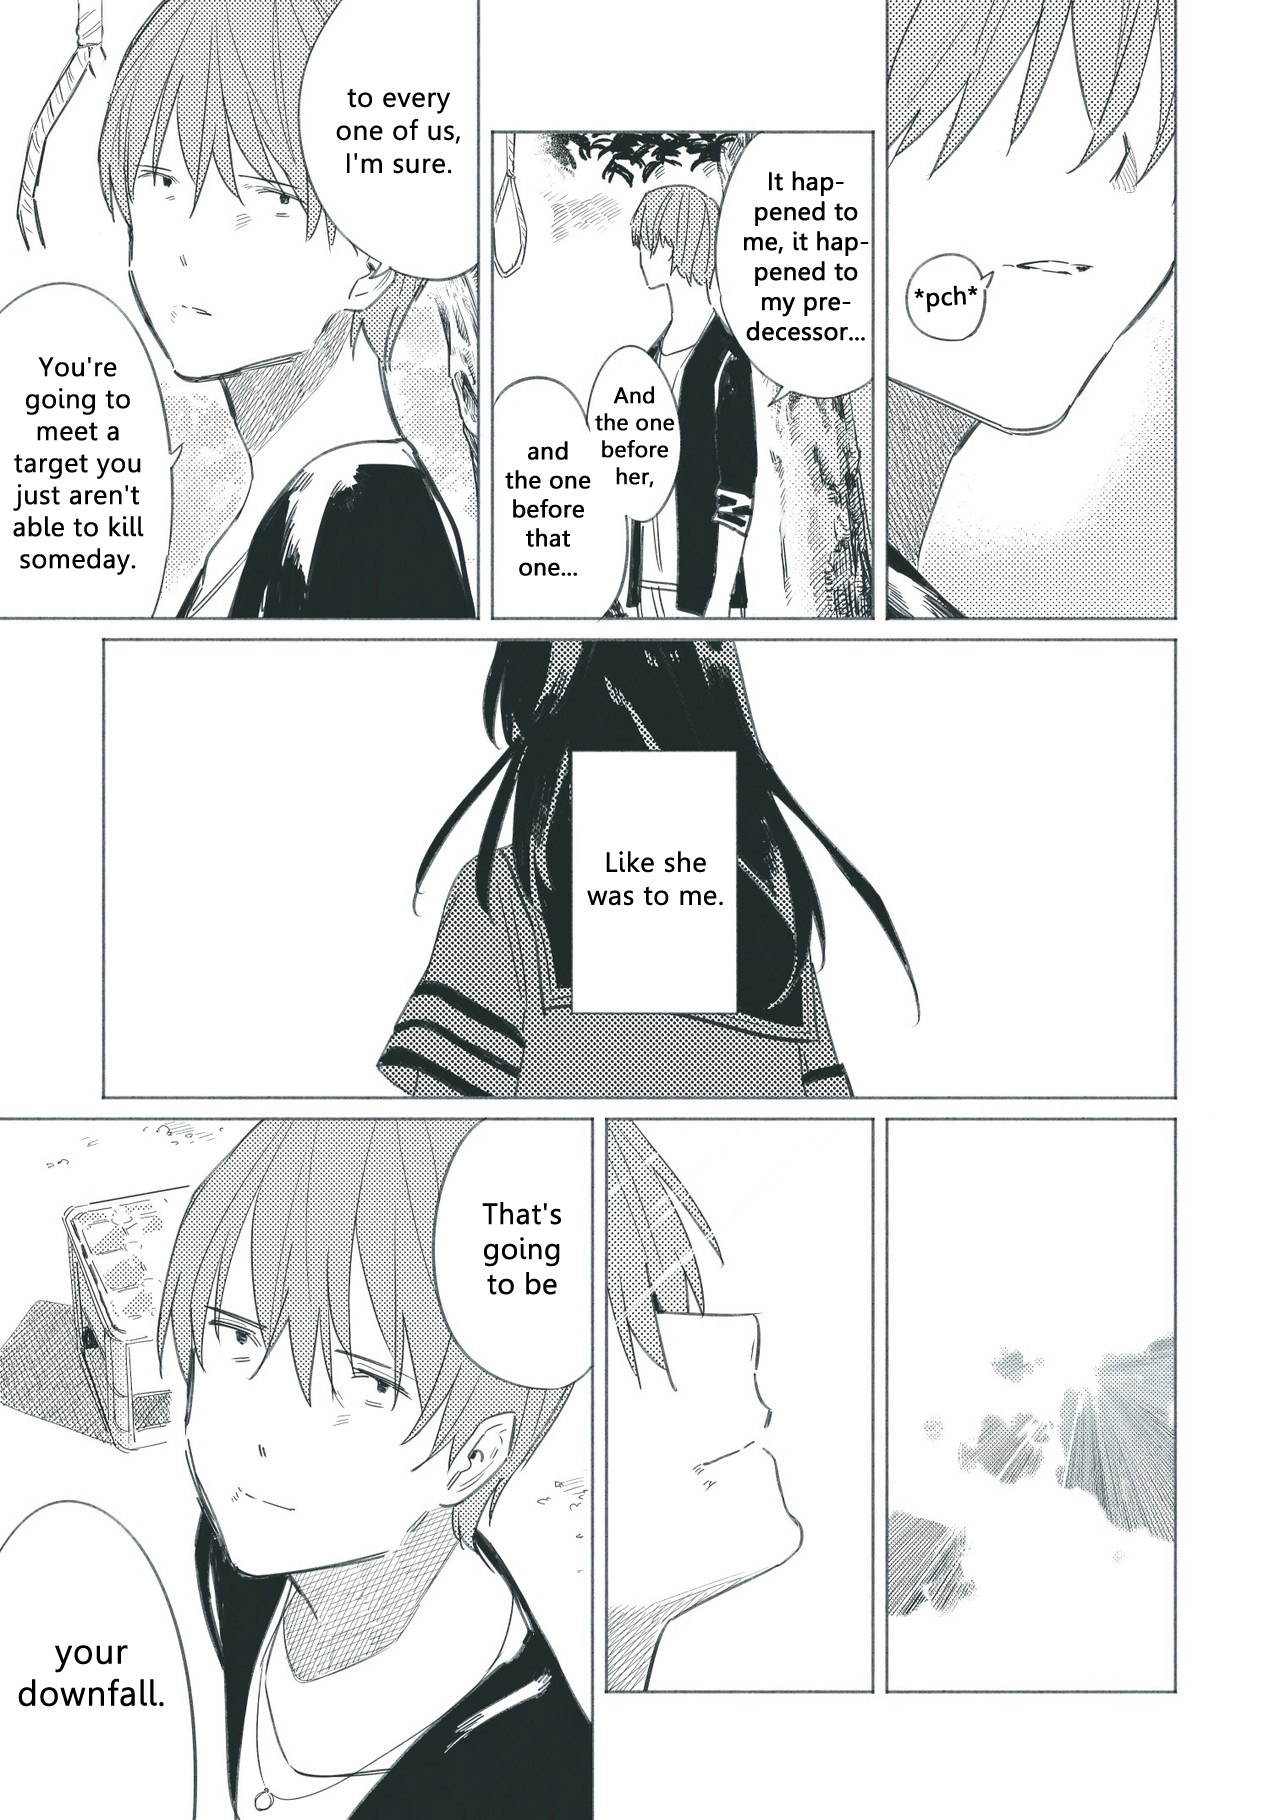 *pch*
It hap-
pened to
me, it hap-
pened to
my pre-
decessor...
And
the one
before
her,
and
the one
before
that
one...
to every
one of us,
I'm sure.
You're
going to
meet a
target you
just aren't
able to kill
someday.
Like she
was to me.
That's
going
to be
your
downfall.